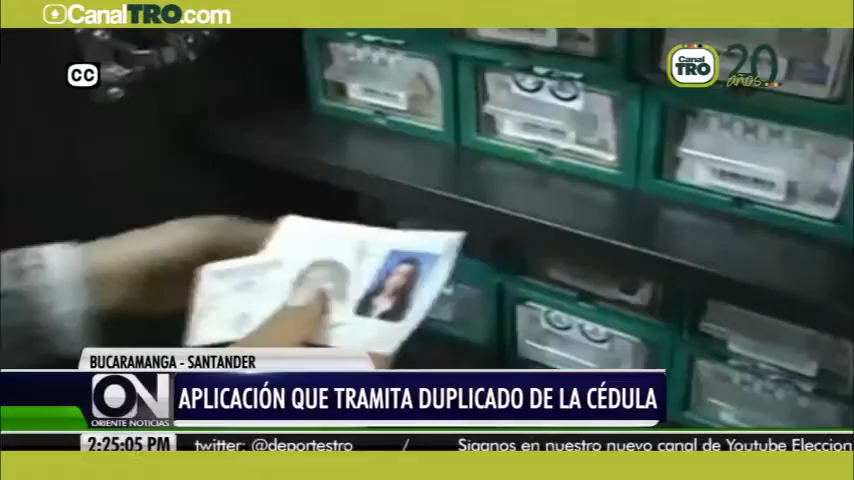 CanalTRO.com
CC
Canal TRO 20 años...
BUCARAMANGA - SANTANDER
ON ORIENTE NOTICIAS
APLICACIÓN QUE TRAMITA DUPLICADO DE LA CÉDULA
2:25:05 PM twitter: @deportestro / Siganos en nuestro nuevo canal de Youtube Eleccion